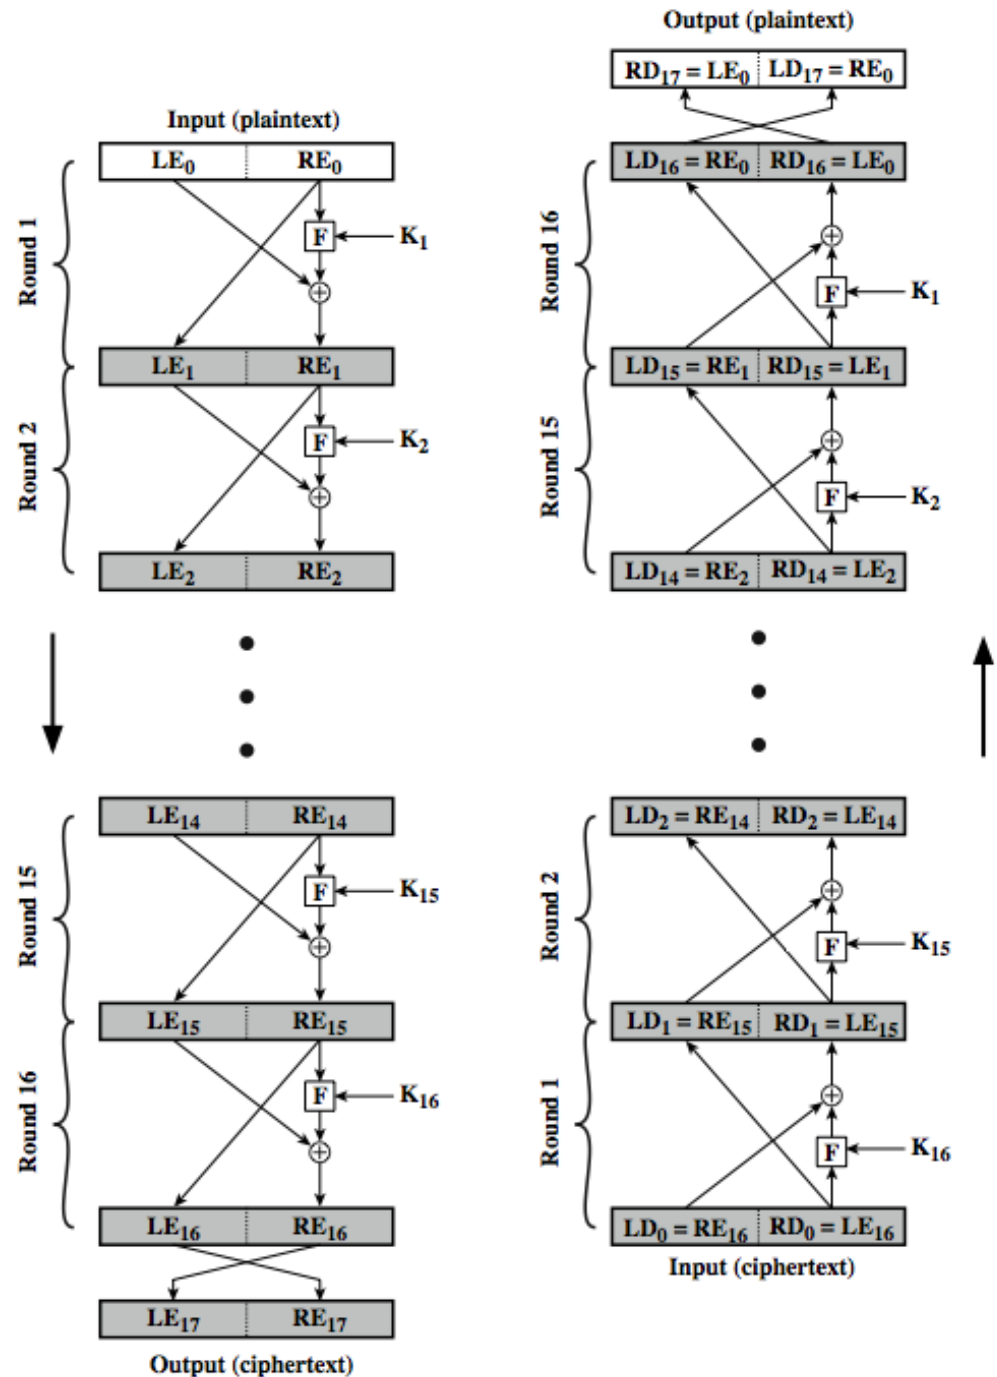 Input (plaintext)
LE₀ RE₀
F
K₁
Round 1
LE₁ RE₁
F
K₂
Round 2
LE₂ RE₂
LE₁₄ RE₁₄
F
K₁₅
Round 15
LE₁₅ RE₁₅
F
K₁₆
Round 16
LE₁₆ RE₁₆
LE₁₇ RE₁₇
Output (ciphertext)
Output (plaintext)
RD₁₇ = LE₀ LD₁₇ = RE₀
LD₁₆ = RE₀ RD₁₆ = LE₀
Round 16
F
K₁
LD₁₅ = RE₁ RD₁₅ = LE₁
Round 15
F
K₂
LD₁₄ = RE₂ RD₁₄ = LE₂
LD₂ = RE₁₄ RD₂ = LE₁₄
Round 2
F
K₁₅
LD₁ = RE₁₅ RD₁ = LE₁₅
Round 1
F
K₁₆
LD₀ = RE₁₆ RD₀ = LE₁₆
Input (ciphertext)